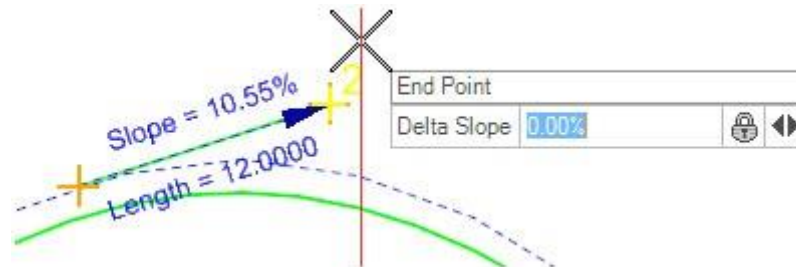 2
Slope = 10.55%
Length = 12.0000
End Point
Delta Slope 0.00%